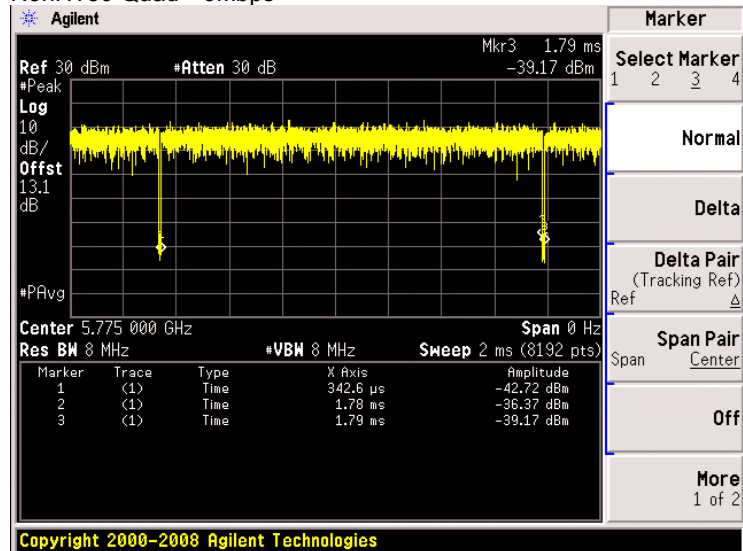 Agilent
Marker
Mkr3 1.79 ms
Ref 30 dBm #Atten 30 dB -39.17 dBm
#Peak
Log
10
dB/
Offst
13.1
dB
#PAvg
Center 5.775 000 GHz Span 0 Hz
Res BW 8 MHz #VBW 8 MHz Sweep 2 ms (8192 pts)
Marker Trace Type X Axis Amplitude
1 (1) Time 342.6 µs -42.72 dBm
2 (1) Time 1.78 ms -36.37 dBm
3 (1) Time 1.79 ms -39.17 dBm
Select Marker
1 2 3 4
Normal
Delta
Delta Pair
(Tracking Ref)
Ref Δ
Span Pair
Span Center
Off
More
1 of 2
Copyright 2000-2008 Agilent Technologies